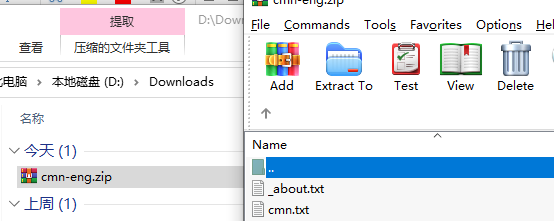 提取
D:\Down
查看
压缩的文件夹工具
此电脑 > 本地磁盘 (D:) > Downloads
名称
今天 (1)
cmn-eng.zip
上周 (1)
cmn-eng.zip
File Commands Tools Favorites Options H
Add Extract To Test View Delete
Name
..
_about.txt
cmn.txt